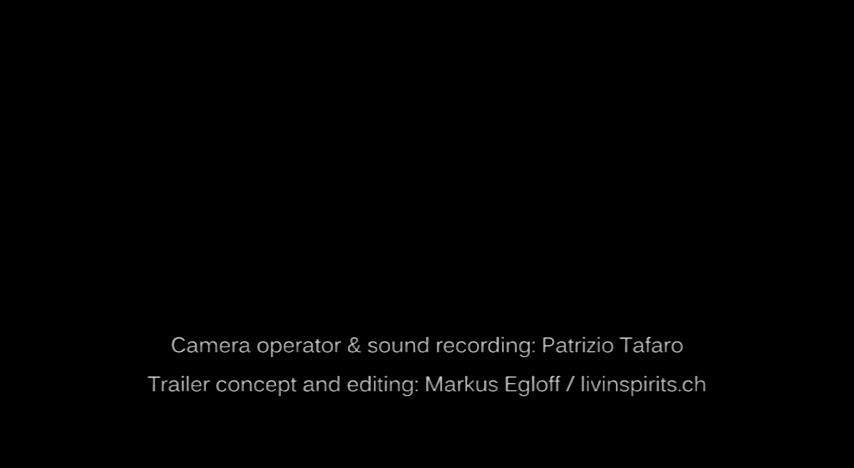 Camera operator & sound recording: Patrizio Tafaro
Trailer concept and editing: Markus Egloff / livinspirits.ch